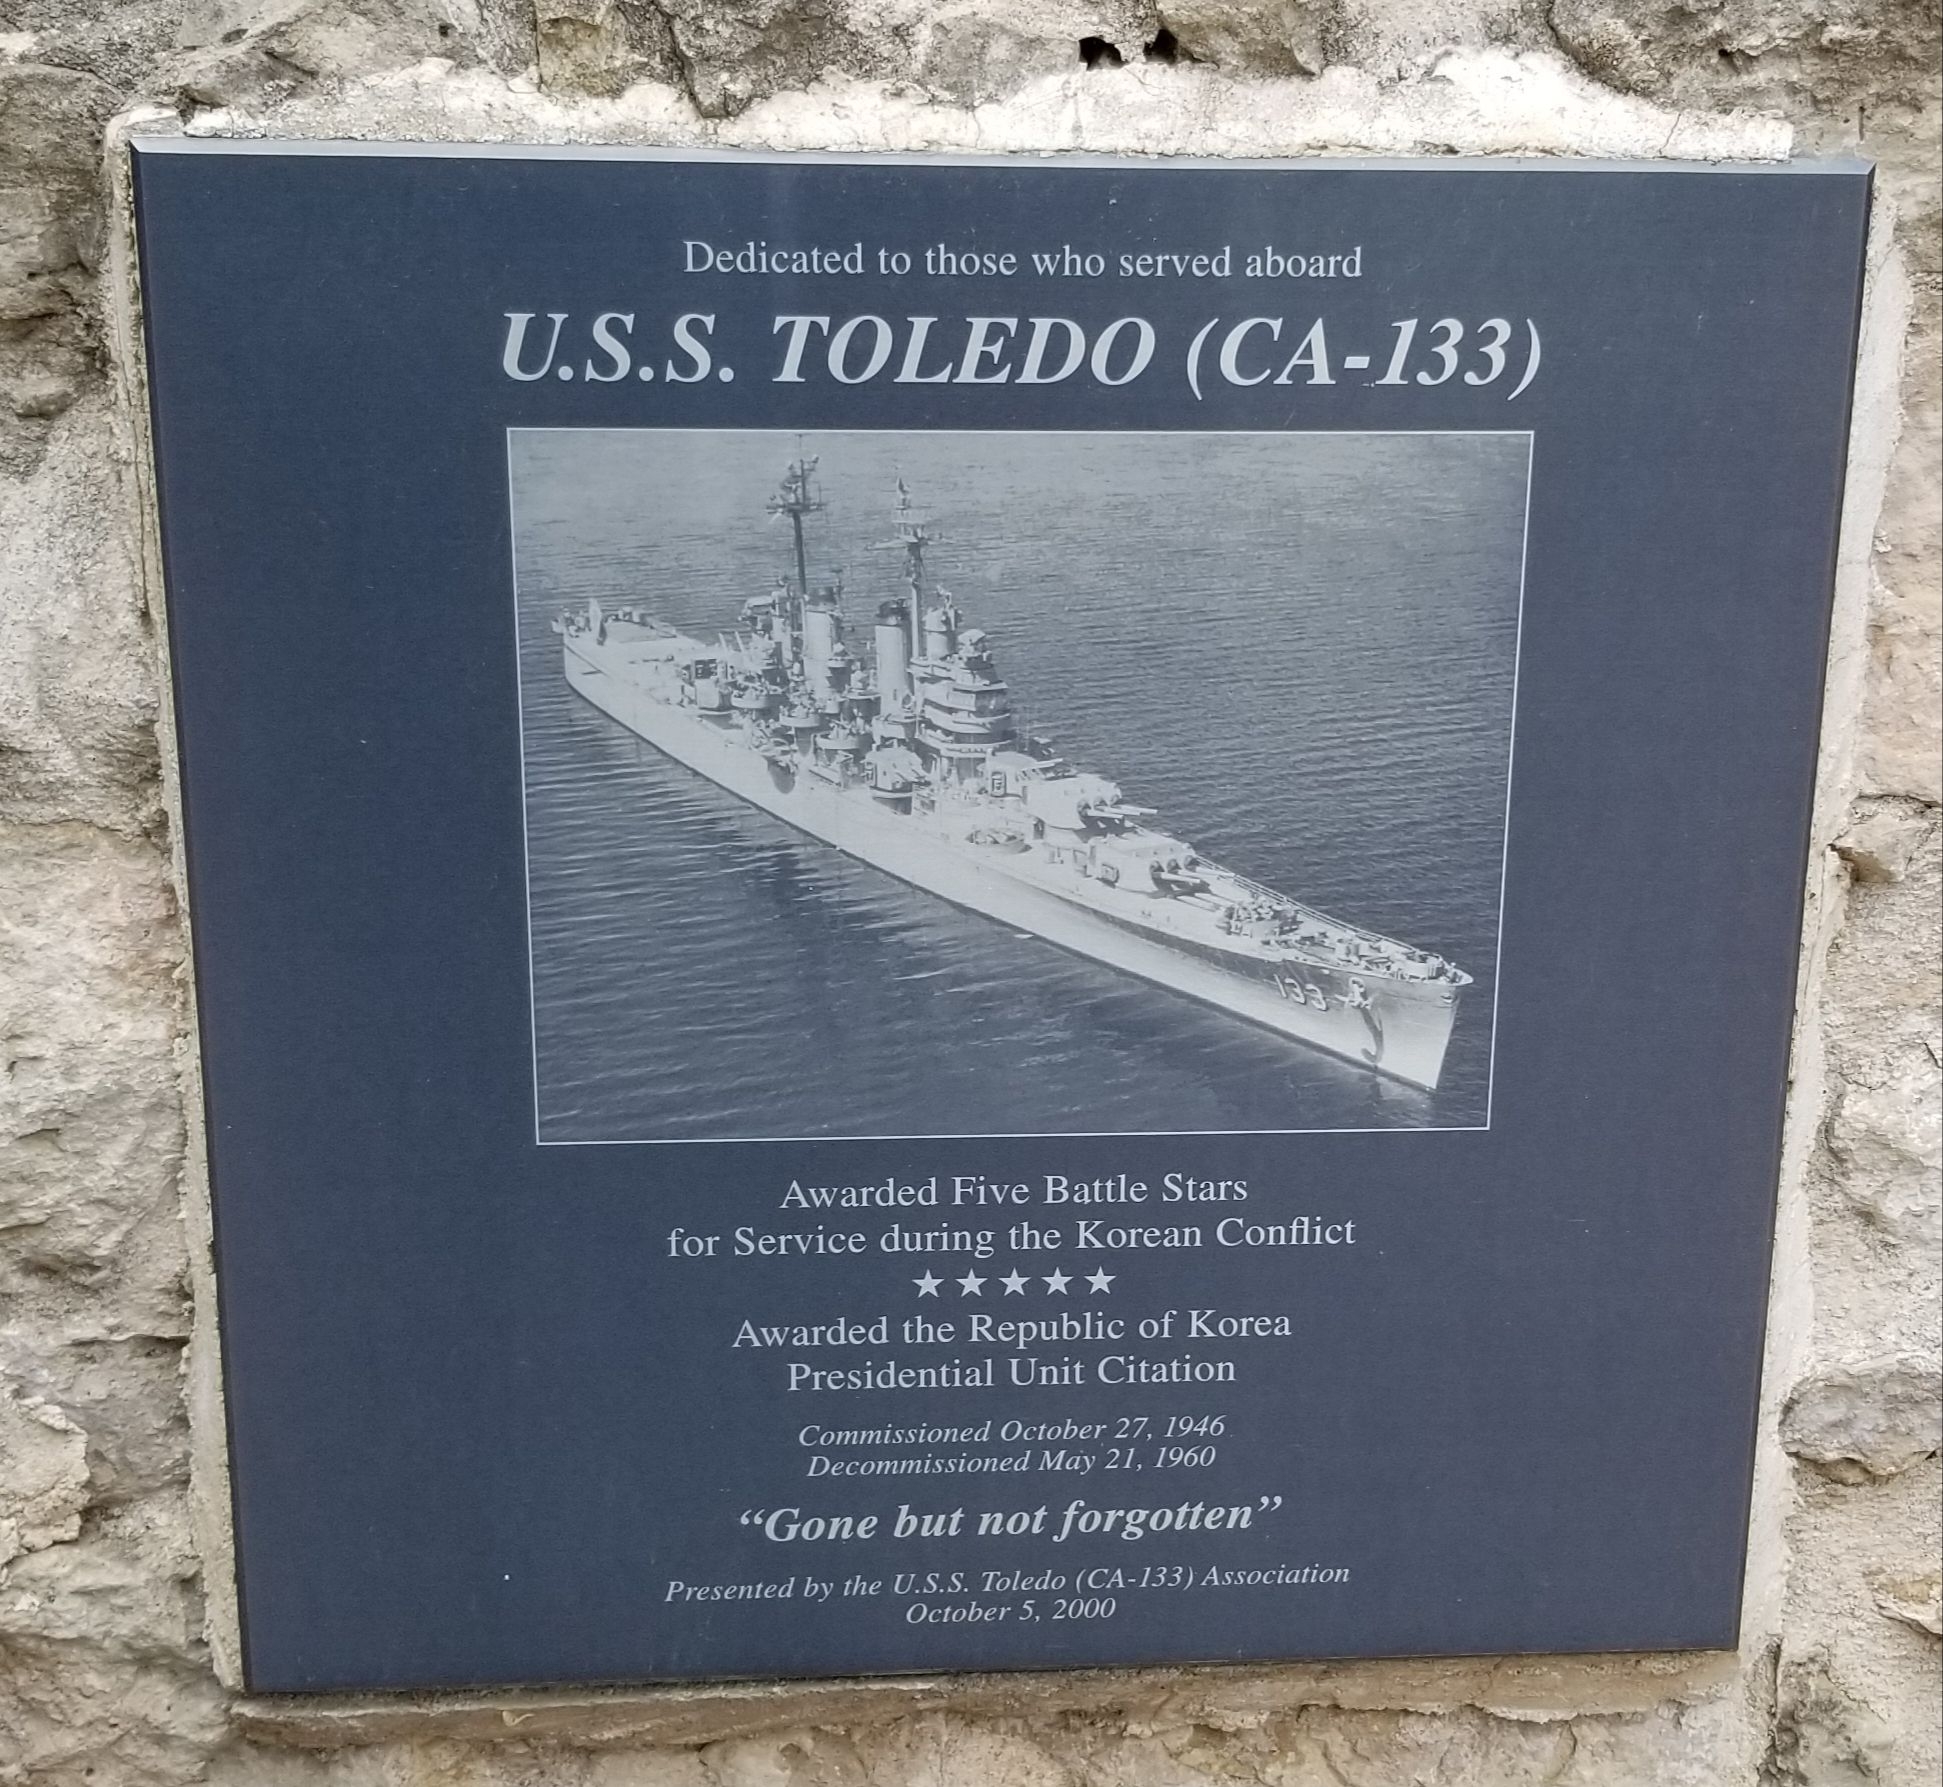 Dedicated to those who served aboard
U.S.S. TOLEDO (CA-133)
133
Awarded Five Battle Stars
for Service during the Korean Conflict
★★★★★
Awarded the Republic of Korea
Presidential Unit Citation
Commissioned October 27, 1946
Decommissioned May 21, 1960
“Gone but not forgotten”
Presented by the U.S.S. Toledo (CA-133) Association
October 5, 2000